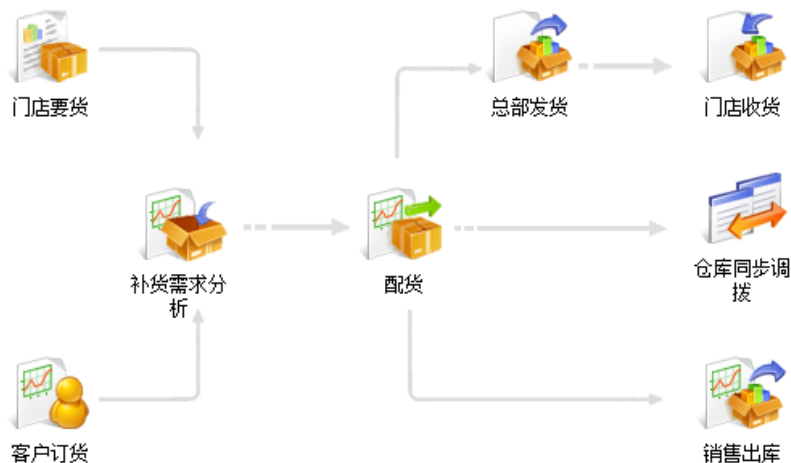 门店要货
总部发货
门店收货
补货需求分
析
配货
仓库同步调
拨
客户订货
销售出库